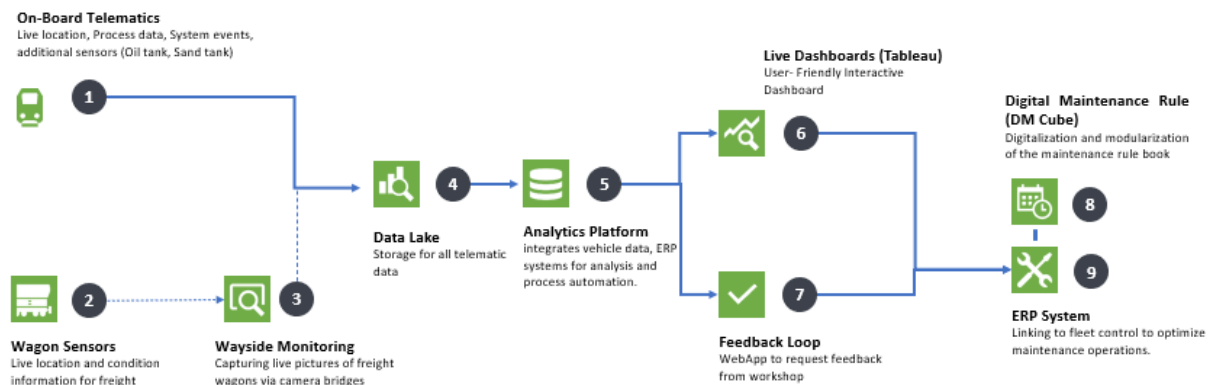 On-Board Telematics
Live location, Process data, System events,
additional sensors (Oil tank, Sand tank)
1
Live Dashboards (Tableau)
User- Friendly Interactive
Dashboard
6
Digital Maintenance Rule
(DM Cube)
Digitalization and modularization
of the maintenance rule book
4
Data Lake
Storage for all telematic
data
5
Analytics Platform
integrates vehicle data, ERP
systems for analysis and
process automation.
8
9
ERP System
Linking to fleet control to optimize
maintenance operations.
2
Wagon Sensors
Live location and condition
information for freight
3
Wayside Monitoring
Capturing live pictures of freight
wagons via camera bridges
7
Feedback Loop
WebApp to request feedback
from workshop